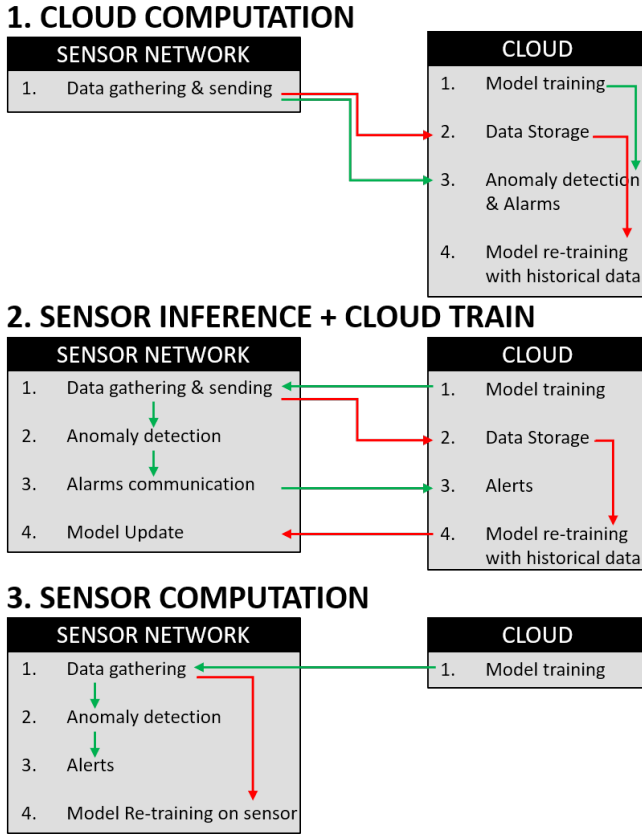 1. CLOUD COMPUTATION
SENSOR NETWORK
1. Data gathering & sending
CLOUD
1. Model training
2. Data Storage
3. Anomaly detection
& Alarms
4. Model re-training
with historical data
2. SENSOR INFERENCE + CLOUD TRAIN
SENSOR NETWORK
1. Data gathering & sending
2. Anomaly detection
3. Alarms communication
4. Model Update
CLOUD
1. Model training
2. Data Storage
3. Alerts
4. Model re-training
with historical data
3. SENSOR COMPUTATION
SENSOR NETWORK
1. Data gathering
2. Anomaly detection
3. Alerts
4. Model Re-training on sensor
CLOUD
1. Model training